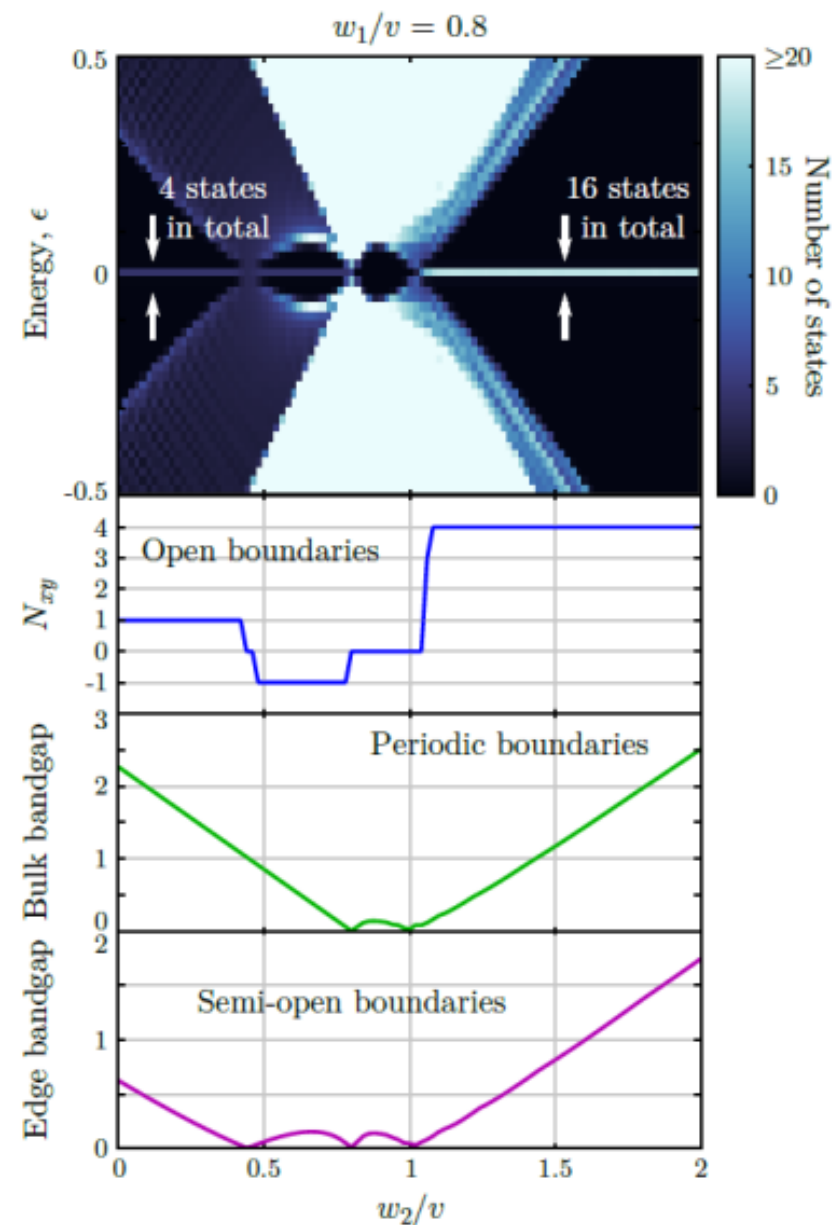 w₁/v = 0.8
0.5
0
-0.5
Energy, ϵ
4 states
in total
16 states
in total
≥20
15
10
5
0
Number of states
4
3
2
1
0
-1
N_xy
Open boundaries
3
2
1
0
Bulk bandgap
Periodic boundaries
2
1
0
Edge bandgap
Semi-open boundaries
0
0.5
1
1.5
2
w₂/v